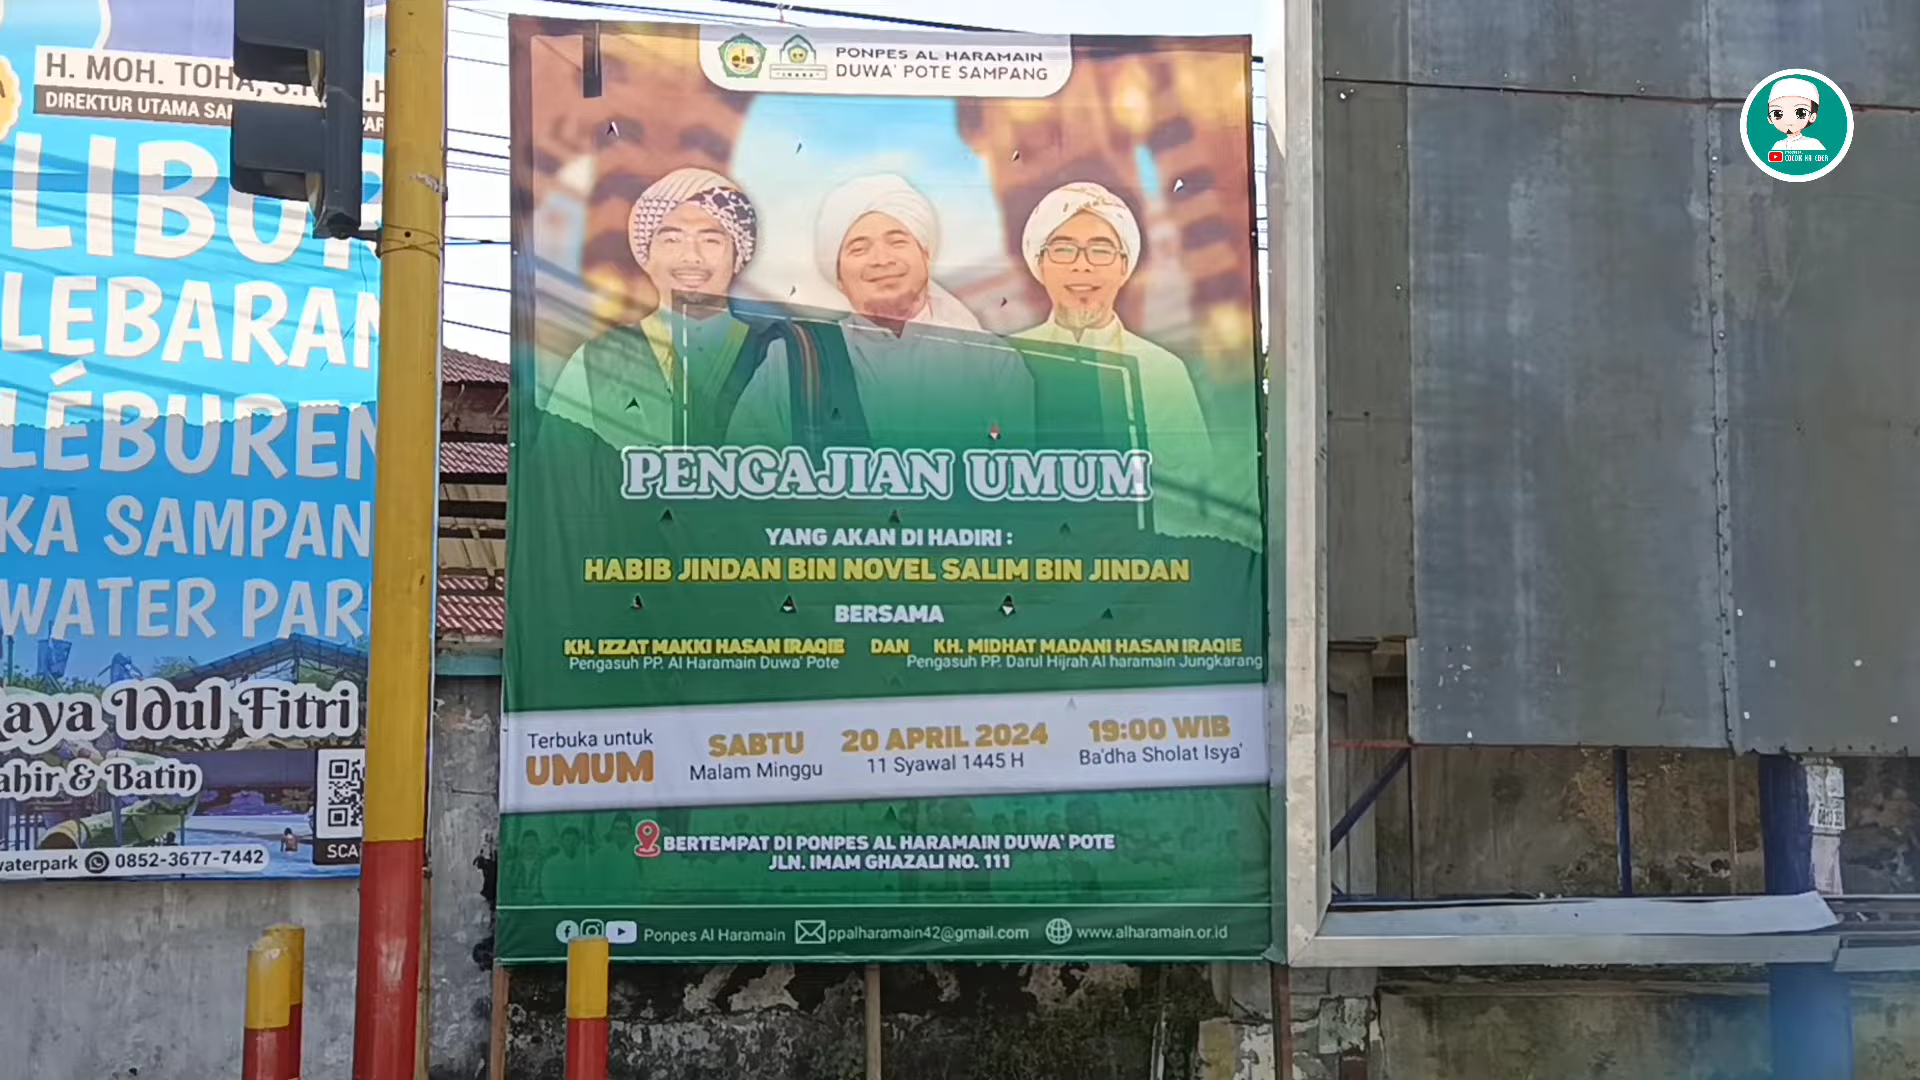 H. MOH. TOHA,
DIREKTUR UTAMA
LIBUR
LEBARAN
LÉBUREN
KA SAMPAN
WATER PAR
aya Idul Fitri
ahir & Batin
waterpark 0852-3677-7442
SCA
PONPES AL HARAMAIN
DUWA' POTE SAMPANG
PENGAJIAN UMUM
YANG AKAN DI HADIRI :
HABIB JINDAN BIN NOVEL SALIM BIN JINDAN
BERSAMA
KH. IZZAT MAKKI HASAN IRAQIE DAN KH. MIDHAT MADANI HASAN IRAQIE
Pengasuh PP. Al Haramain Duwa' Pote Pengasuh PP. Darul Hijrah Al haramain Jungkarang
Terbuka untuk
UMUM
SABTU
Malam Minggu
20 APRIL 2024
11 Syawal 1445 H
19:00 WIB
Ba'dha Sholat Isya'
BERTEMPAT DI PONPES AL HARAMAIN DUWA' POTE
JLN. IMAM GHAZALI NO. 111
Ponpes Al Haramain ppalharamain42@gmail.com www.alharamain.or.id